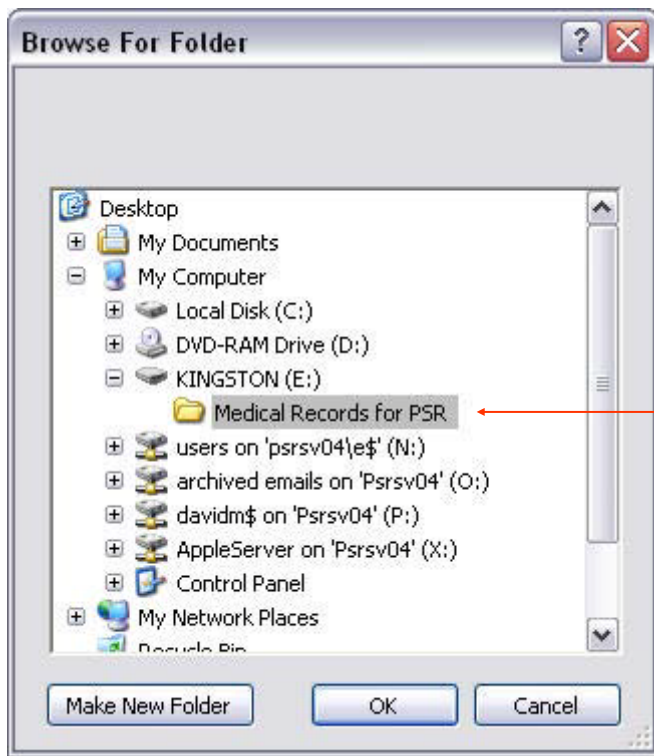 Browse For Folder
Desktop
My Documents
My Computer
Local Disk (C:)
DVD-RAM Drive (D:)
KINGSTON (E:)
Medical Records for PSR
users on 'psrsv04\e$' (N:)
archived emails on 'Psrsv04' (O:)
davidm$ on 'Psrsv04' (P:)
AppleServer on 'Psrsv04' (X:)
Control Panel
My Network Places
Recycle Bin
Make New Folder
OK
Cancel